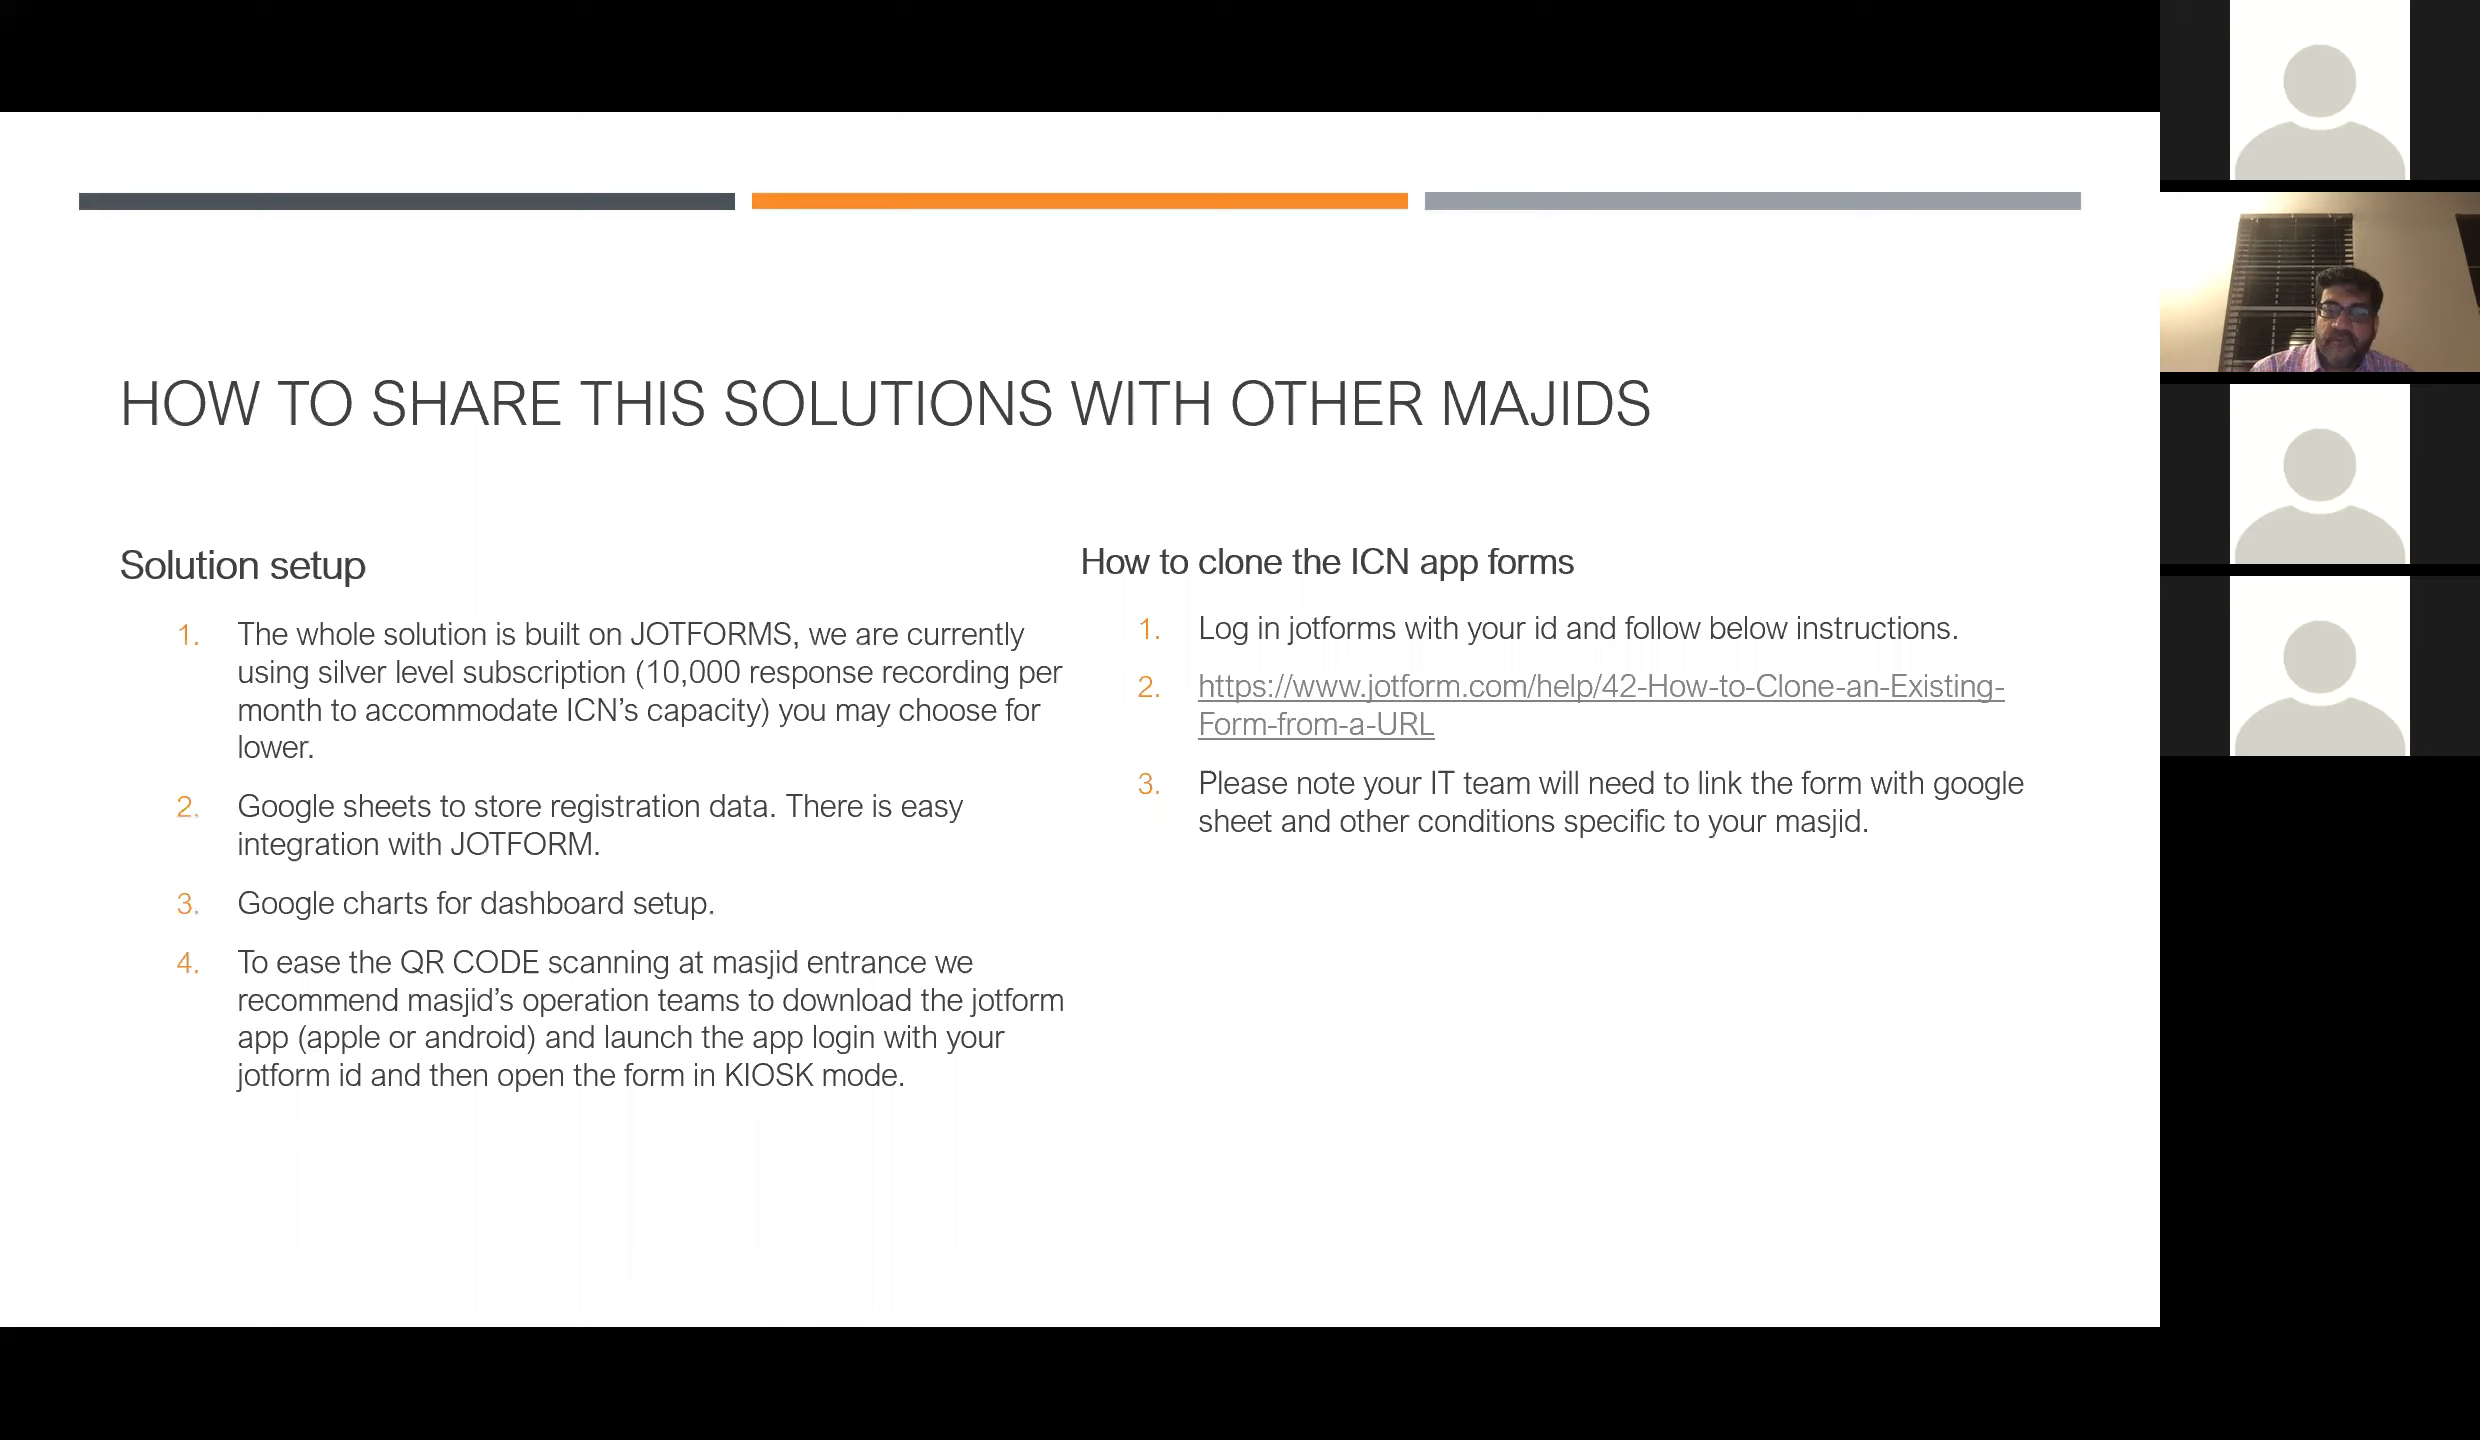 HOW TO SHARE THIS SOLUTIONS WITH OTHER MAJIDS
Solution setup
1. The whole solution is built on JOTFORMS, we are currently
using silver level subscription (10,000 response recording per
month to accommodate ICN’s capacity) you may choose for
lower.
2. Google sheets to store registration data. There is easy
integration with JOTFORM.
3. Google charts for dashboard setup.
4. To ease the QR CODE scanning at masjid entrance we
recommend masjid’s operation teams to download the jotform
app (apple or android) and launch the app login with your
jotform id and then open the form in KIOSK mode.
How to clone the ICN app forms
1. Log in jotforms with your id and follow below instructions.
2. https://www.jotform.com/help/42-How-to-Clone-an-Existing-
Form-from-a-URL
3. Please note your IT team will need to link the form with google
sheet and other conditions specific to your masjid.